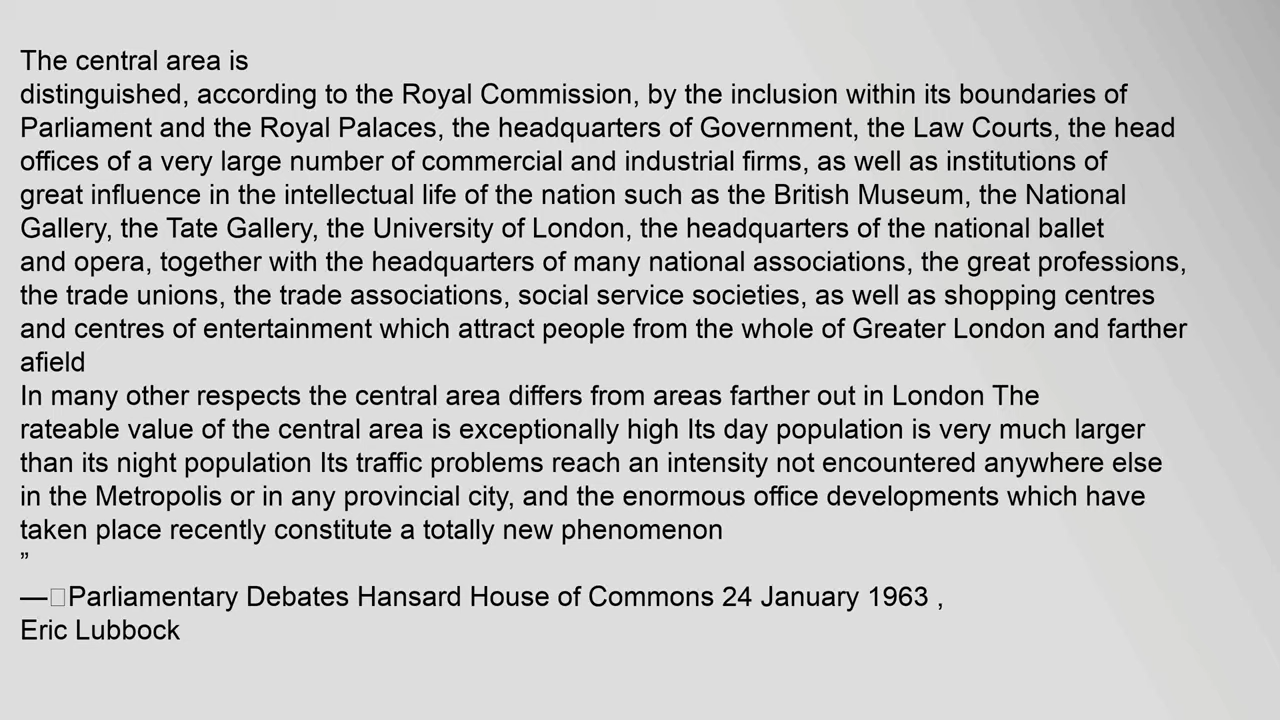 The central area is
distinguished, according to the Royal Commission, by the inclusion within its boundaries of
Parliament and the Royal Palaces, the headquarters of Government, the Law Courts, the head
offices of a very large number of commercial and industrial firms, as well as institutions of
great influence in the intellectual life of the nation such as the British Museum, the National
Gallery, the Tate Gallery, the University of London, the headquarters of the national ballet
and opera, together with the headquarters of many national associations, the great professions,
the trade unions, the trade associations, social service societies, as well as shopping centres
and centres of entertainment which attract people from the whole of Greater London and farther
afield
In many other respects the central area differs from areas farther out in London The
rateable value of the central area is exceptionally high Its day population is very much larger
than its night population Its traffic problems reach an intensity not encountered anywhere else
in the Metropolis or in any provincial city, and the enormous office developments which have
taken place recently constitute a totally new phenomenon
”
—□Parliamentary Debates Hansard House of Commons 24 January 1963 ,
Eric Lubbock